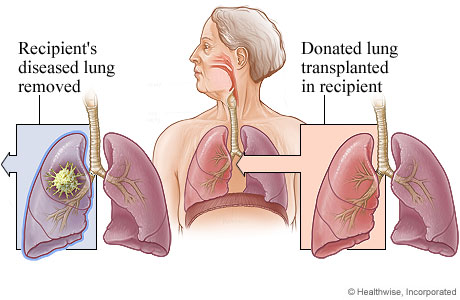 Recipient's
diseased lung
removed
Donated lung
transplanted
in recipient
© Healthwise, Incorporated